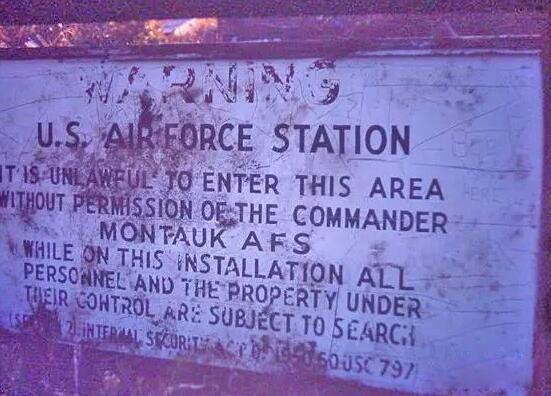 WARNING
U.S. AIR FORCE STATION
IT IS UNLAWFUL TO ENTER THIS AREA
WITHOUT PERMISSION OF THE COMMANDER
MONTAUK AFS
WHILE ON THIS INSTALLATION ALL
PERSONNEL AND THE PROPERTY UNDER
THEIR CONTROL ARE SUBJECT TO SEARCH
INTERNAL SECURITY 1950 50 USC 797